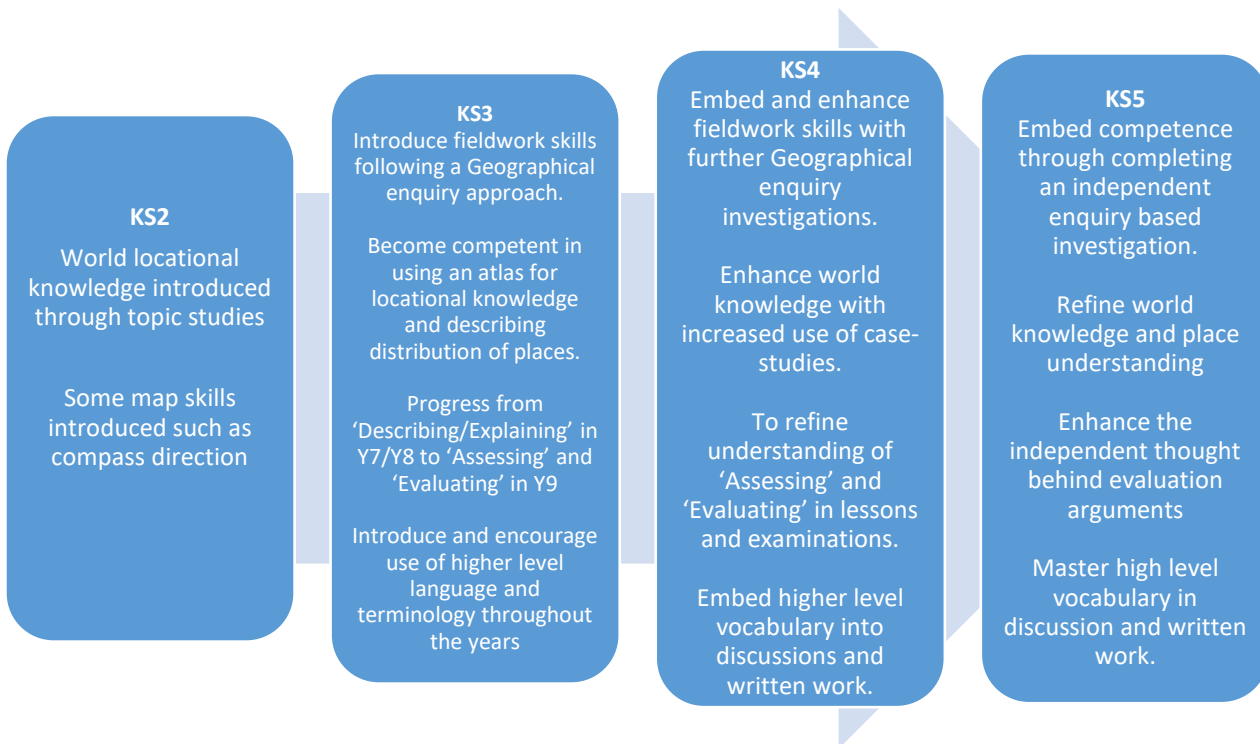 KS2
World locational
knowledge introduced
through topic studies
Some map skills
introduced such as
compass direction
KS3
Introduce fieldwork skills
following a Geographical
enquiry approach.
Become competent in
using an atlas for
locational knowledge
and describing
distribution of places.
Progress from
‘Describing/Explaining’ in
Y7/Y8 to ‘Assessing’ and
‘Evaluating’ in Y9
Introduce and encourage
use of higher level
language and
terminology throughout
the years
KS4
Embed and enhance
fieldwork skills with
further Geographical
enquiry
investigations.
Enhance world
knowledge with
increased use of case-
studies.
To refine
understanding of
‘Assessing’ and
‘Evaluating’ in lessons
and examinations.
Embed higher level
vocabulary into
discussions and
written work.
KS5
Embed competence
through completing
an independent
enquiry based
investigation.
Refine world
knowledge and place
understanding
Enhance the
independent thought
behind evaluation
arguments
Master high level
vocabulary in
discussion and written
work.